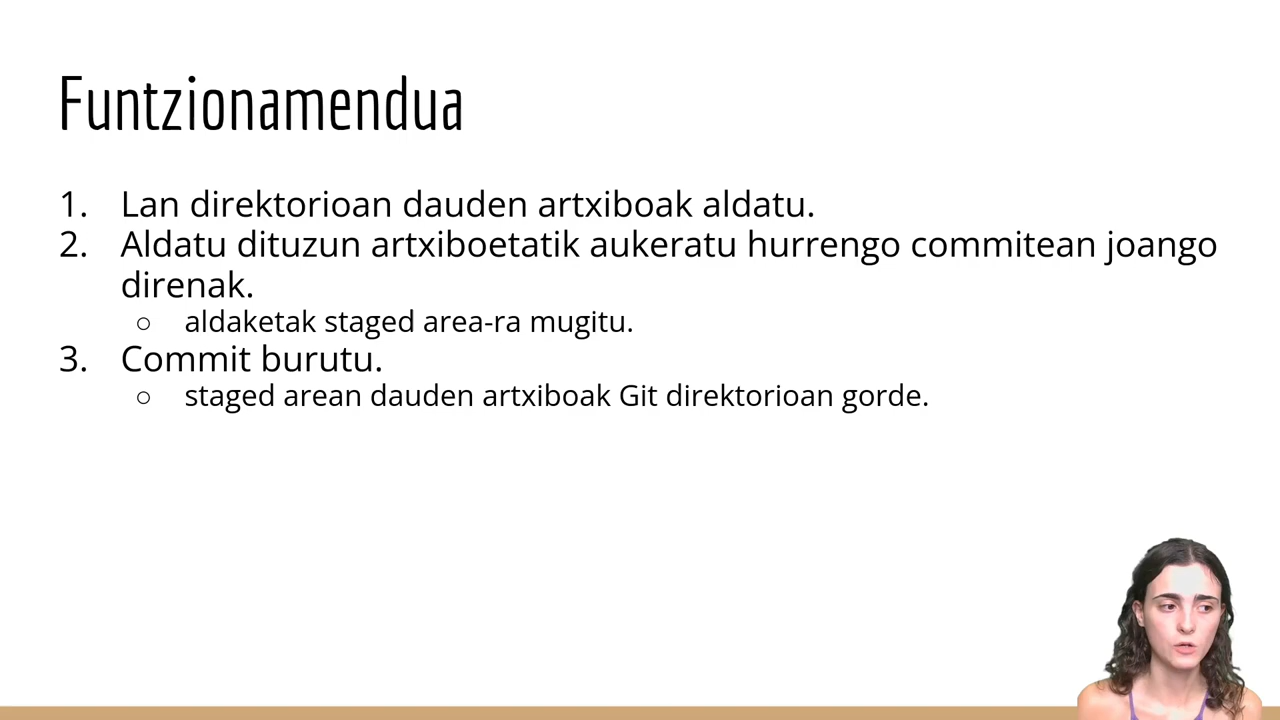 Funtzionamendua
1. Lan direktorioan dauden artxiboak aldatu.
2. Aldatu dituzun artxiboetatik aukeratu hurrengo commitean joango
direnak.
○ aldaketak staged area-ra mugitu.
3. Commit burutu.
○ staged arean dauden artxiboak Git direktorioan gorde.